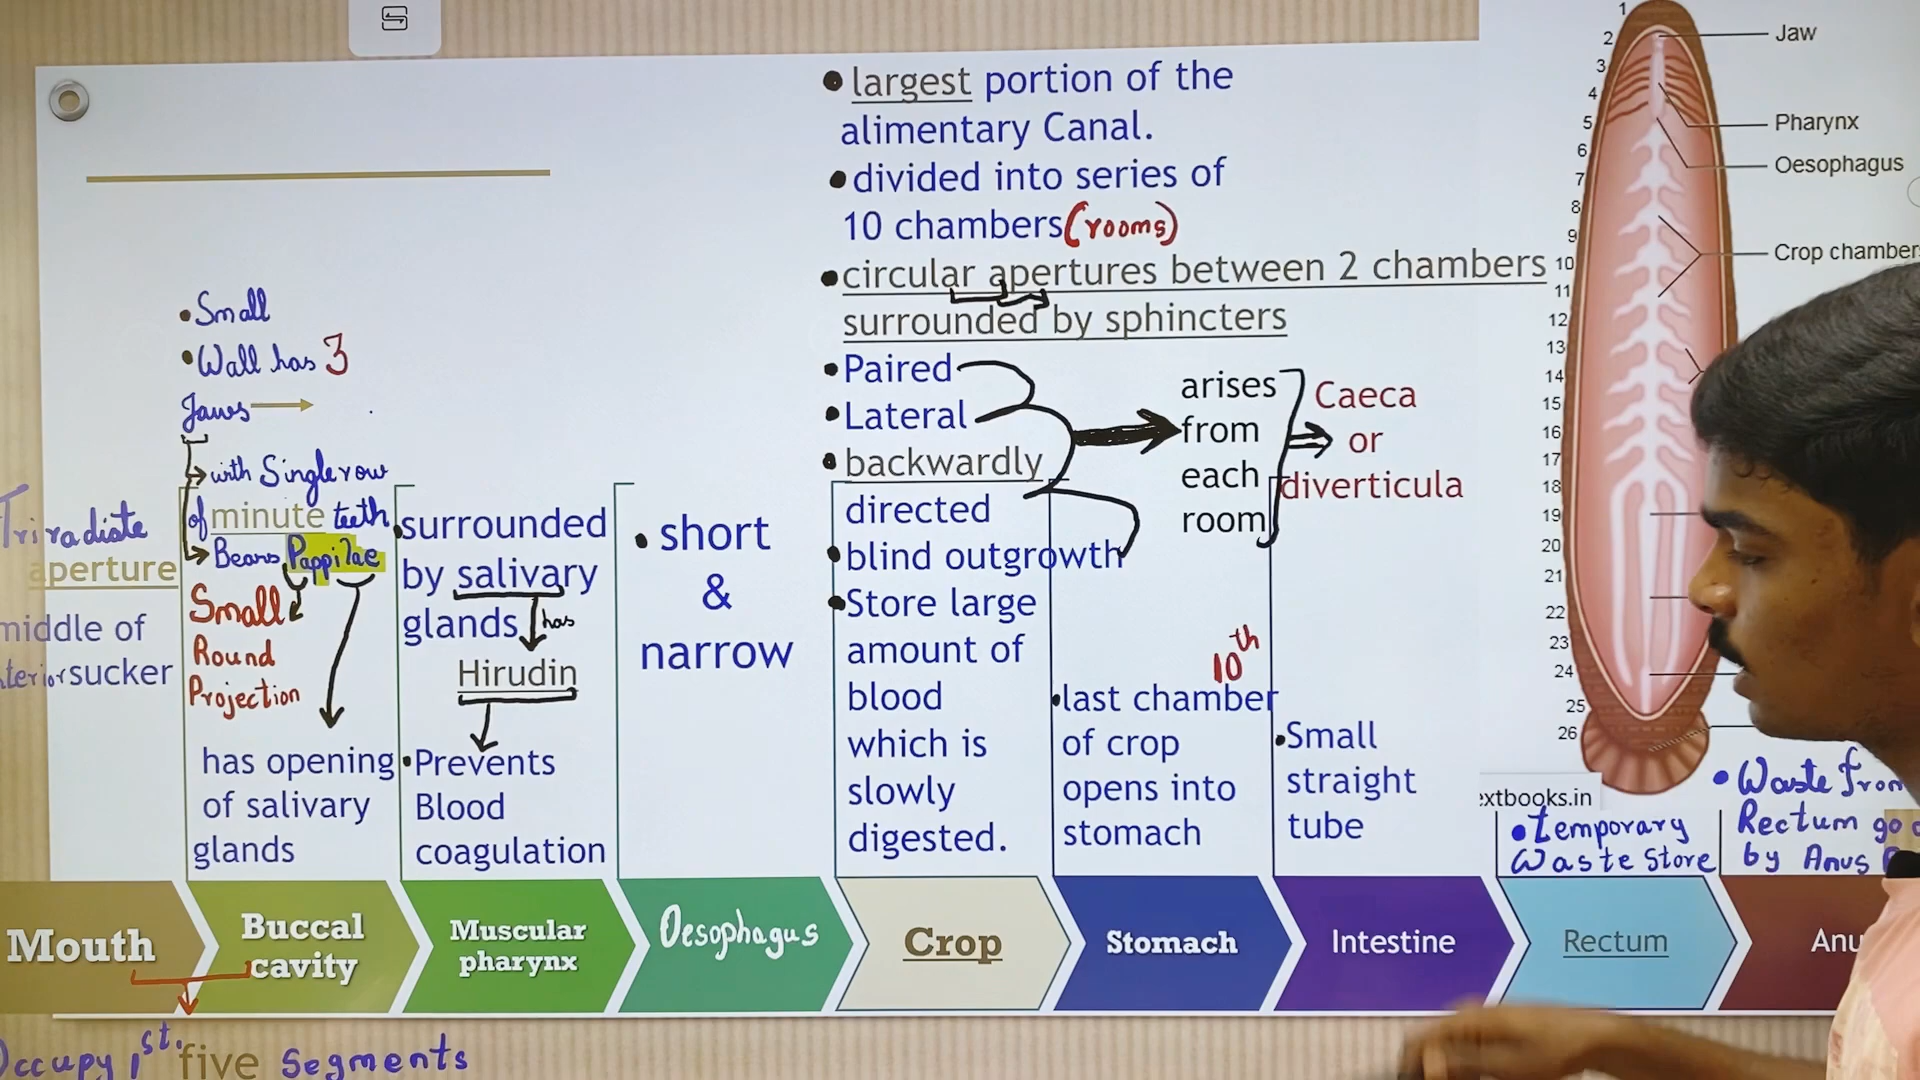 • largest portion of the
alimentary Canal.
• divided into series of
10 chambers (rooms)
• circular apertures between 2 chambers
surrounded by sphincters
• Paired
• Lateral
• backwardly
directed
• blind outgrowth
• Store large
amount of
blood
which is
slowly
digested.
arises
from
each
room
Caeca
or
diverticula
• Small
• Wall has 3
Jaws
with Single row
of minute teeth
Bears Pappilae
Small
Round
Projection
has opening
of salivary
glands
Triradiate
aperture
middle of
sucker
• surrounded
by salivary
glands
has
Hirudin
• Prevents
Blood
coagulation
• short
&
narrow
10th
• last chamber
of crop
opens into
stomach
• Small
straight
tube
• Temporary
Waste Store
• Waste from
Rectum go
by Anus
Mouth
Buccal
cavity
Muscular
pharynx
Oesophagus
Crop
Stomach
Intestine
Rectum
Anu
Occupy 1st five Segments
1
2
3
4
5
6
7
8
9
10
11
12
13
14
15
16
17
18
19
20
21
22
23
24
25
26
Jaw
Pharynx
Oesophagus
Crop chamber
extbooks.in